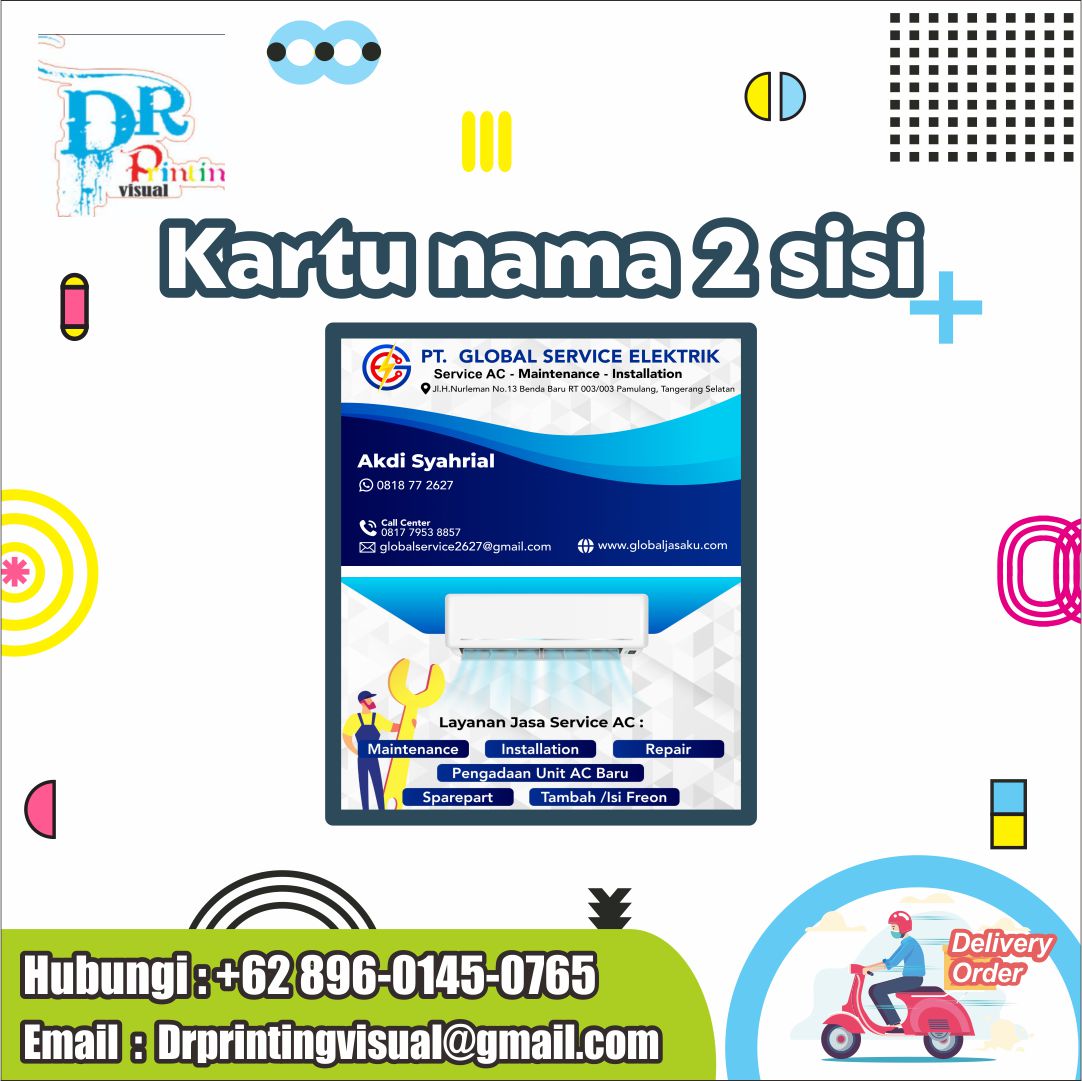 DR
Printin
visual
Kartu nama 2 sisi
PT. GLOBAL SERVICE ELEKTRIK
Service AC - Maintenance - Installation
Jl.H.Nurleman No.13 Benda Baru RT 003/003 Pamulang, Tangerang Selatan
Akdi Syahrial
0818 77 2627
Call Center
0817 7953 8857
globalservice2627@gmail.com www.globaljasaku.com
Layanan Jasa Service AC :
Maintenance Installation Repair
Pengadaan Unit AC Baru
Sparepart Tambah /Isi Freon
Delivery
Order
Hubungi : +62 896-0145-0765
Email : Drprintingvisual@gmail.com